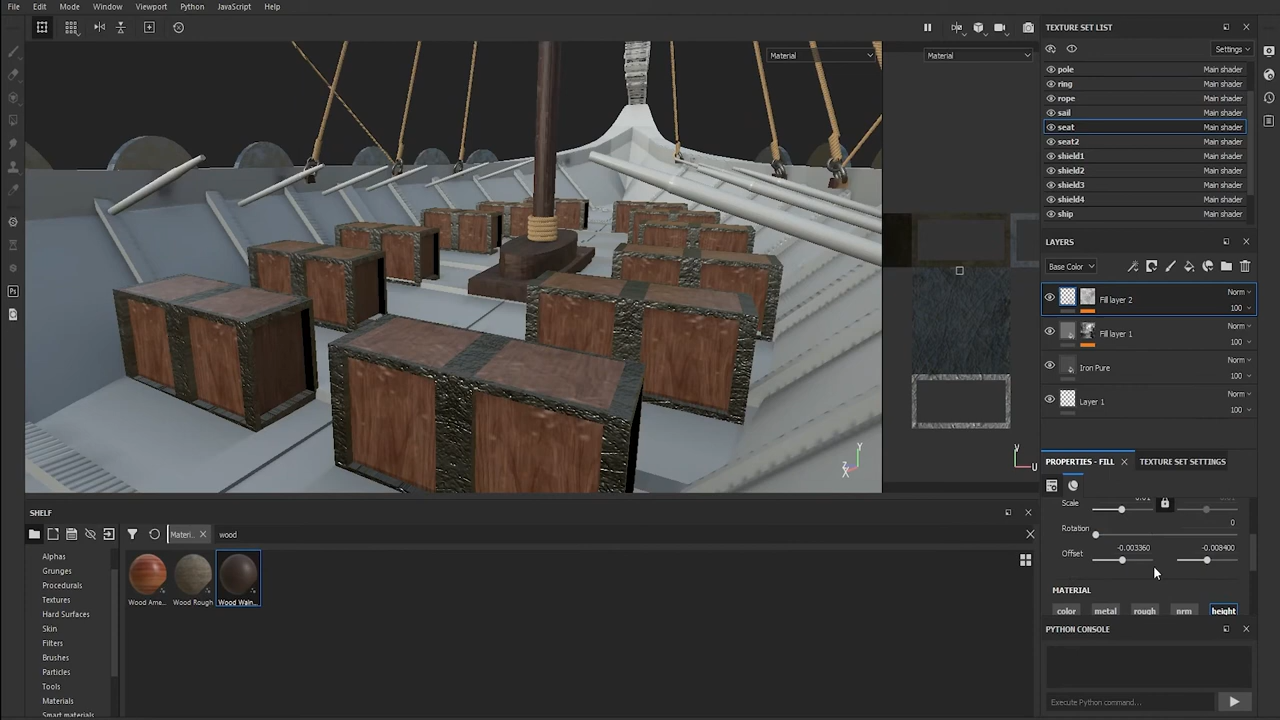 File Edit Mode Window Viewport Python JavaScript Help
Material
Material
TEXTURE SET LIST
Settings
pole Main shader
ring Main shader
rope Main shader
sail Main shader
seat Main shader
seat2 Main shader
shield1 Main shader
shield2 Main shader
shield3 Main shader
shield4 Main shader
ship Main shader
LAYERS
Base Color
Fill layer 2 Norm 100
Fill layer 1 Norm 100
Iron Pure Norm 100
Layer 1 Norm 100
Y
Z
X
y
U
PROPERTIES - FILL TEXTURE SET SETTINGS
Scale
Rotation 0
Offset -0.003360 -0.008400
MATERIAL
color metal rough nrm height
PYTHON CONSOLE
Execute Python command...
SHELF
Materi... wood
Alphas
Grunges
Procedurals
Textures
Hard Surfaces
Skin
Filters
Brushes
Particles
Tools
Materials
Smart materials
Wood Ame... Wood Rough Wood Waln...